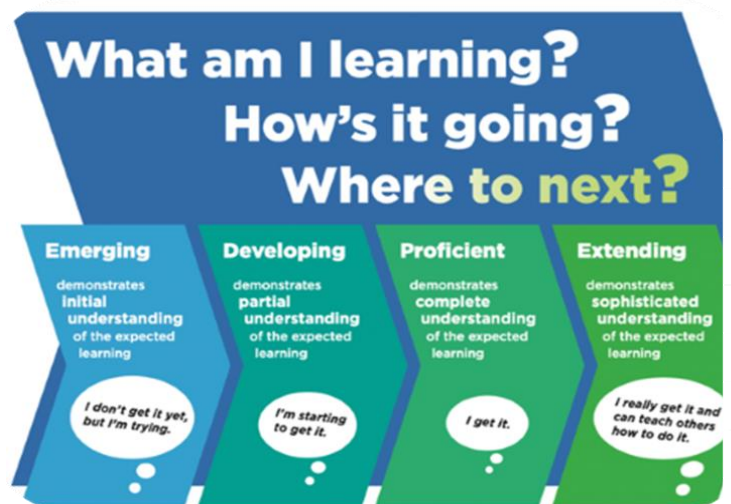 What am I learning?
How's it going?
Where to next?
Emerging
demonstrates
initial
understanding
of the expected
learning
I don't get it yet,
but I'm trying.
Developing
demonstrates
partial
understanding
of the expected
learning
I'm starting
to get it.
Proficient
demonstrates
complete
understanding
of the expected
learning
I get it.
Extending
demonstrates
sophisticated
understanding
of the expected
learning
I really get it and
can teach others
how to do it.